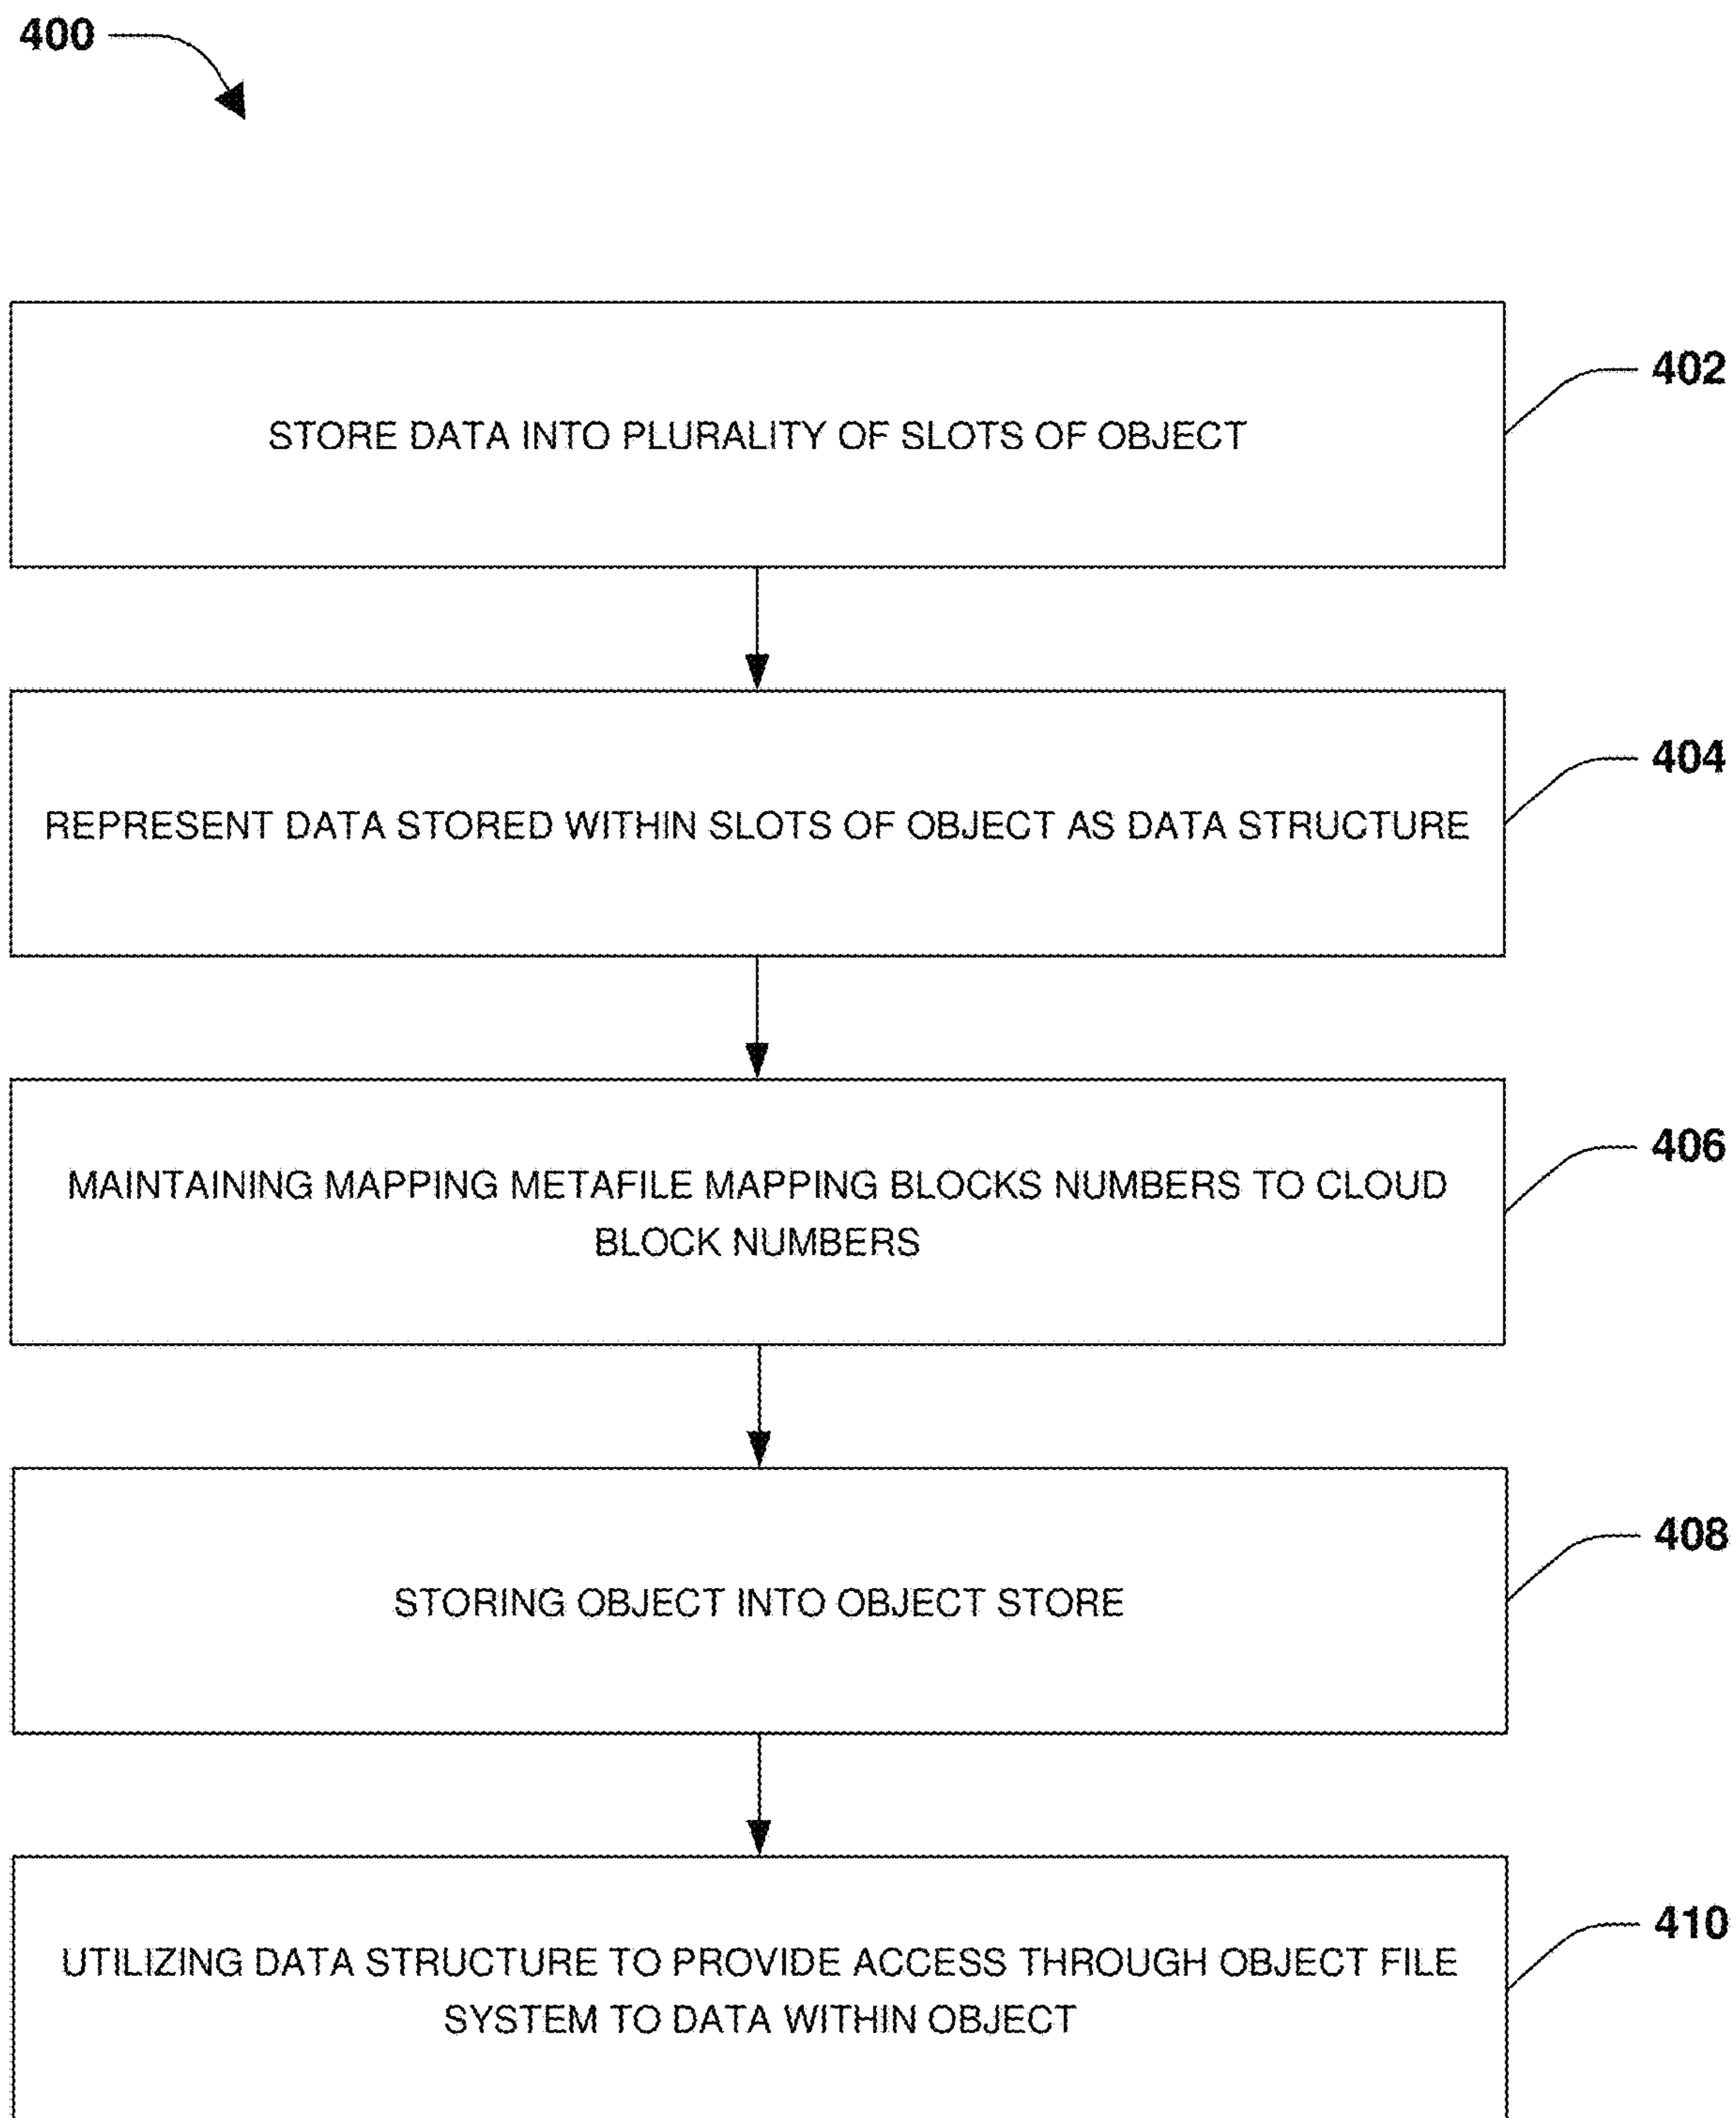 400
STORE DATA INTO PLURALITY OF SLOTS OF OBJECT
402
REPRESENT DATA STORED WITHIN SLOTS OF OBJECT AS DATA STRUCTURE
404
MAINTAINING MAPPING METAFILE MAPPING BLOCKS NUMBERS TO CLOUD
BLOCK NUMBERS
406
STORING OBJECT INTO OBJECT STORE
408
UTILIZING DATA STRUCTURE TO PROVIDE ACCESS THROUGH OBJECT FILE
SYSTEM TO DATA WITHIN OBJECT
410